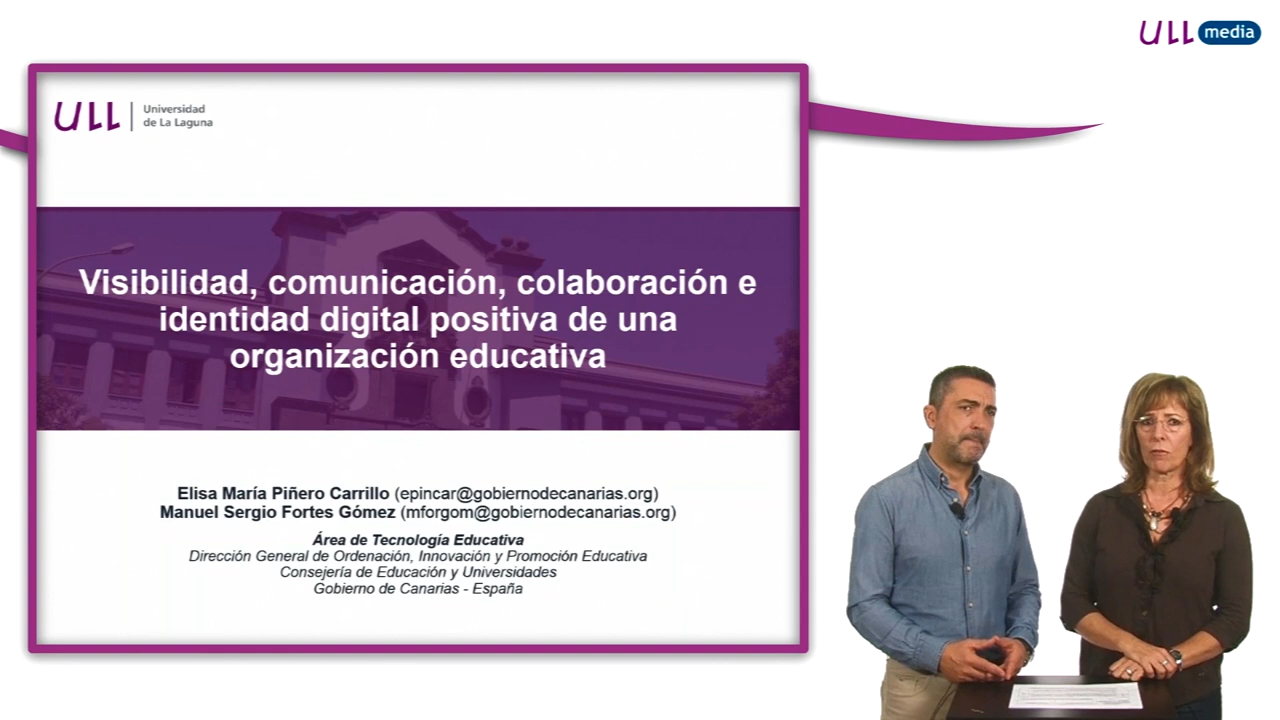 ULL media
ULL | Universidad
de La Laguna
Visibilidad, comunicación, colaboración e
identidad digital positiva de una
organización educativa
Elisa María Piñero Carrillo (epincar@gobiernodecanarias.org)
Manuel Sergio Fortes Gómez (mforgom@gobiernodecanarias.org)
Área de Tecnología Educativa
Dirección General de Ordenación, Innovación y Promoción Educativa
Consejería de Educación y Universidades
Gobierno de Canarias - España